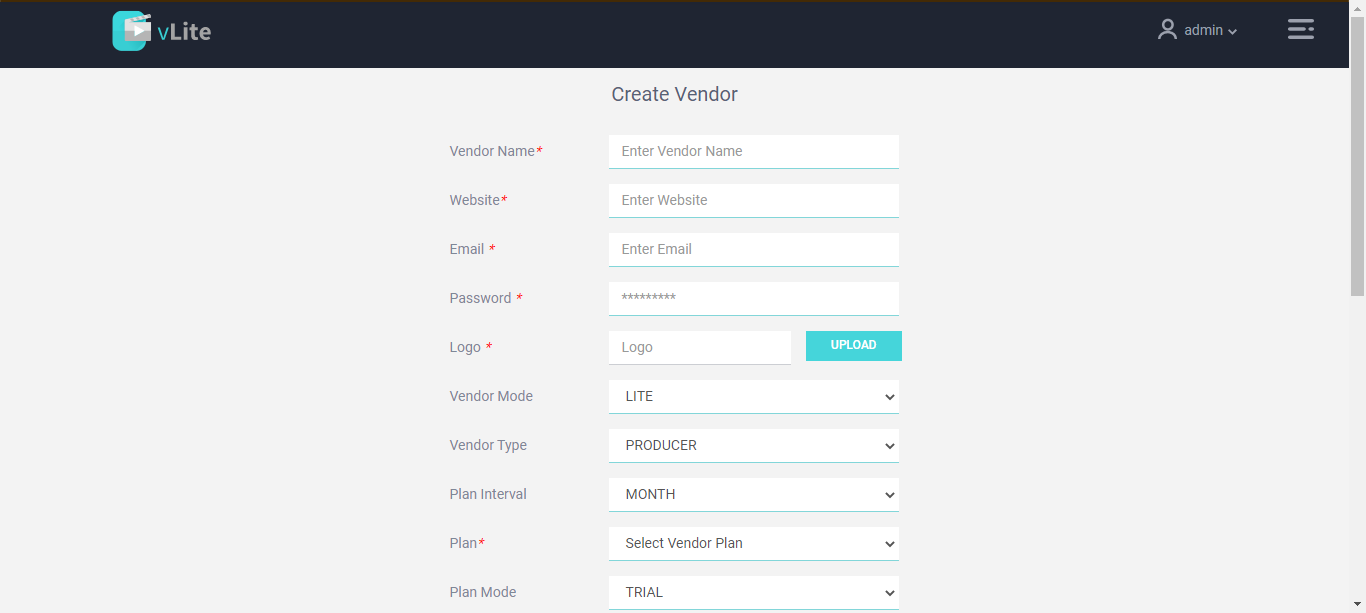 vLite
admin
Create Vendor
Vendor Name* Enter Vendor Name
Website* Enter Website
Email * Enter Email
Password * *********
Logo * Logo UPLOAD
Vendor Mode LITE
Vendor Type PRODUCER
Plan Interval MONTH
Plan* Select Vendor Plan
Plan Mode TRIAL